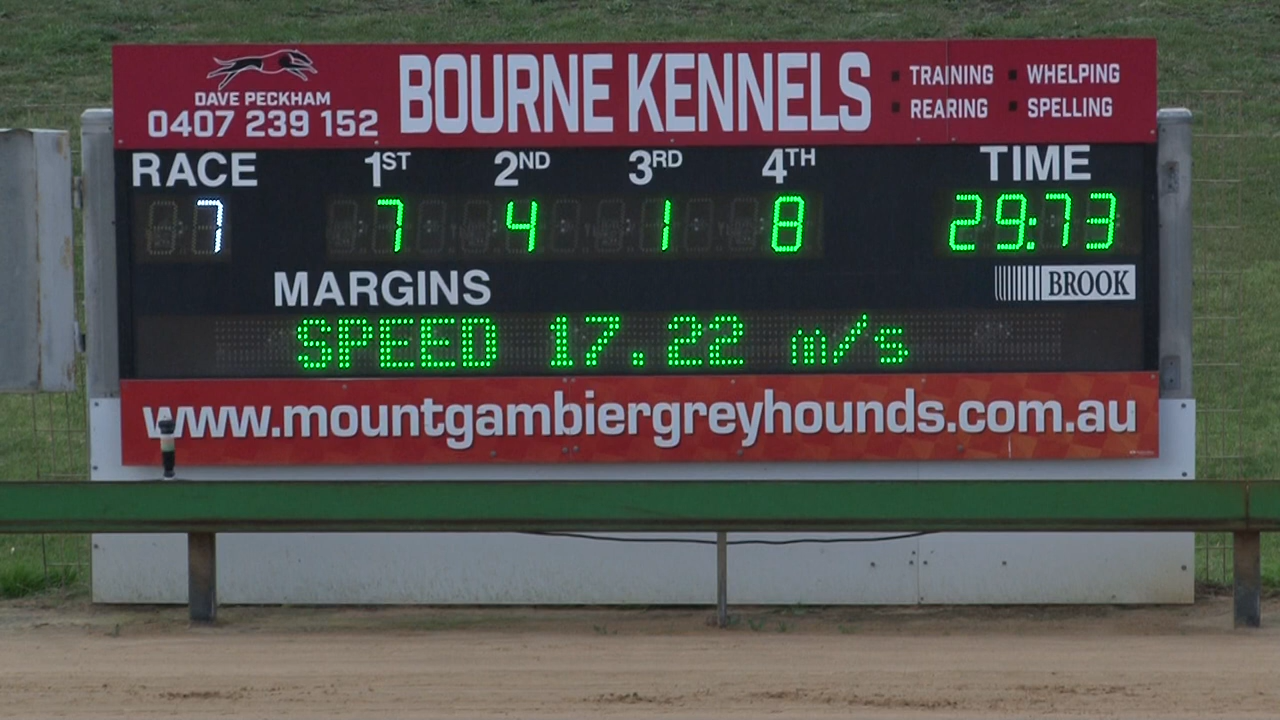 DAVE PECKHAM
0407 239 152
BOURNE KENNELS
TRAINING WHELPING
REARING SPELLING
RACE 1ST 2ND 3RD 4TH TIME
7 7 4 1 8 29:73
MARGINS BROOK
SPEED 17.22 m/s
www.mountgambiergreyhounds.com.au